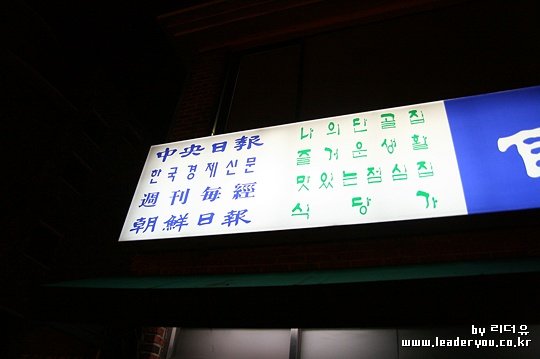 中央日報
한국경제신문
週刊每經
朝鮮日報
나의단골집
즐거운생활
맛있는점심집
식당가
by 리더유
www.leaderyou.co.kr